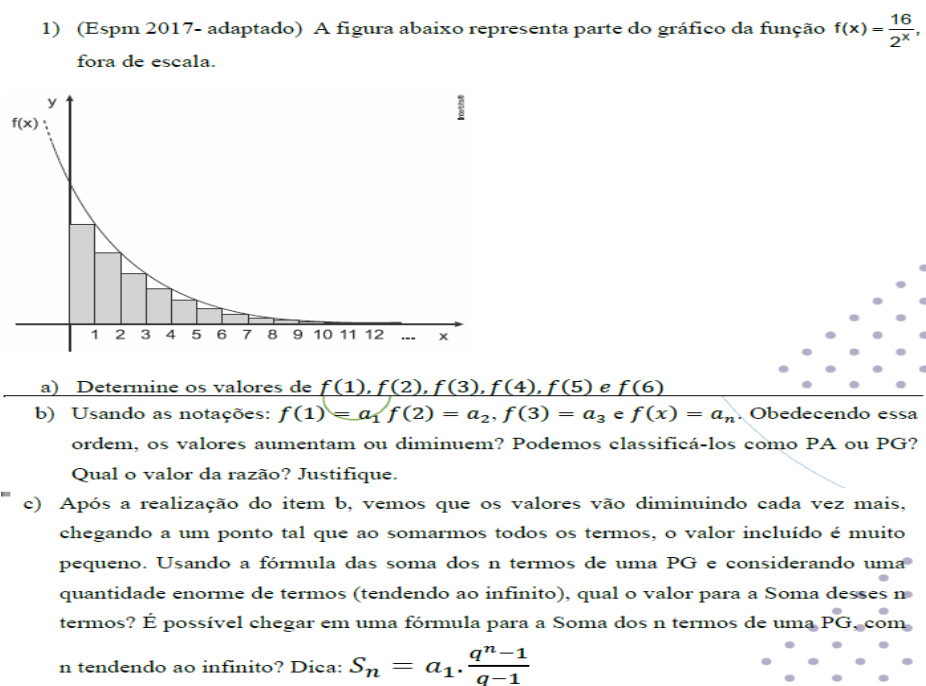 1) (Espm 2017- adaptado) A figura abaixo representa parte do gráfico da função f(x) = 16/2^x,
fora de escala.
y
f(x)
1 2 3 4 5 6 7 8 9 10 11 12 ... x
a) Determine os valores de f(1), f(2), f(3), f(4), f(5) e f(6)
b) Usando as notações: f(1) = a₁ f(2) = a₂, f(3) = a₃ e f(x) = aₙ. Obedecendo essa
ordem, os valores aumentam ou diminuem? Podemos classificá-los como PA ou PG?
Qual o valor da razão? Justifique.
c) Após a realização do item b, vemos que os valores vão diminuindo cada vez mais,
chegando a um ponto tal que ao somarmos todos os termos, o valor incluído é muito
pequeno. Usando a fórmula das soma dos n termos de uma PG e considerando uma
quantidade enorme de termos (tendendo ao infinito), qual o valor para a Soma desses n
termos? É possível chegar em uma fórmula para a Soma dos n termos de uma PG, com
n tendendo ao infinito? Dica: Sₙ = a₁. (qⁿ−1)/(q−1)